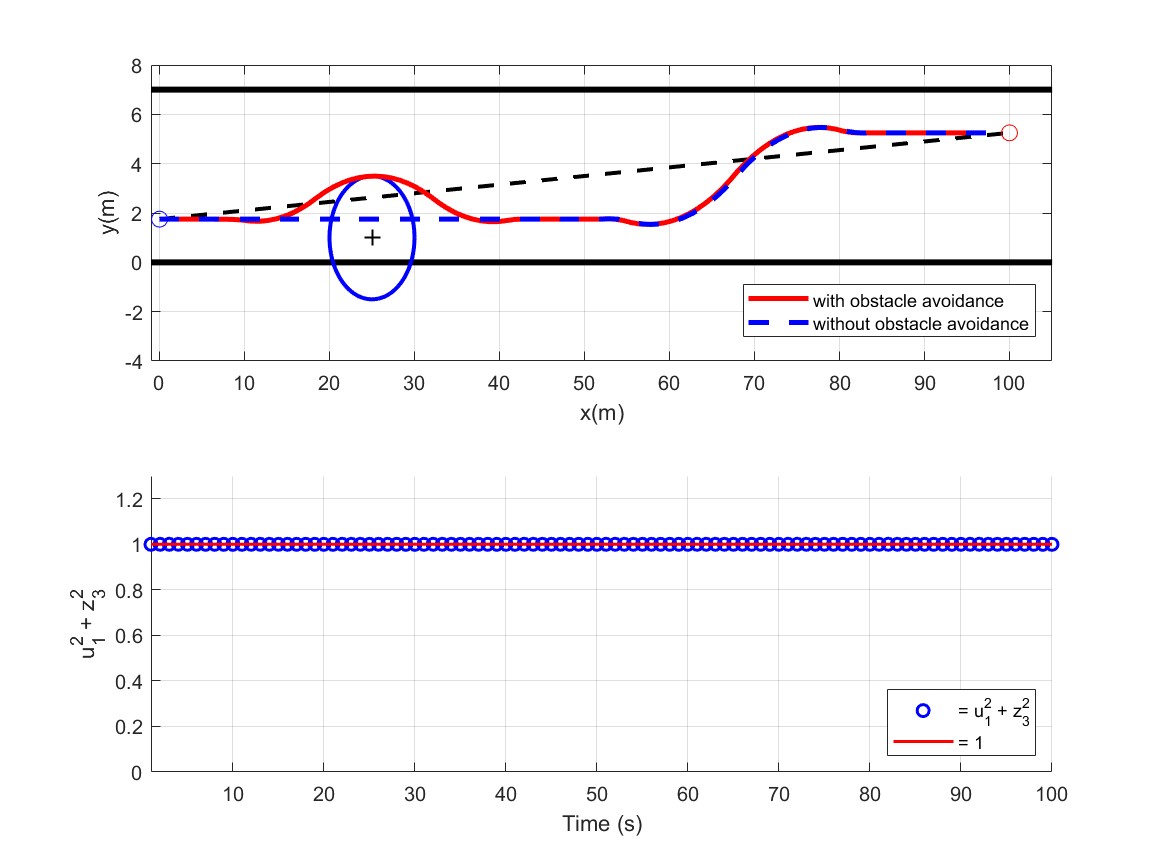 8
6
4
2
0
-2
-4
y(m)
with obstacle avoidance
without obstacle avoidance
0 10 20 30 40 50 60 70 80 90 100
x(m)
1.2
1
0.8
0.6
0.4
0.2
0
u₁² + z₃²
= u₁² + z₃²
= 1
10 20 30 40 50 60 70 80 90 100
Time (s)